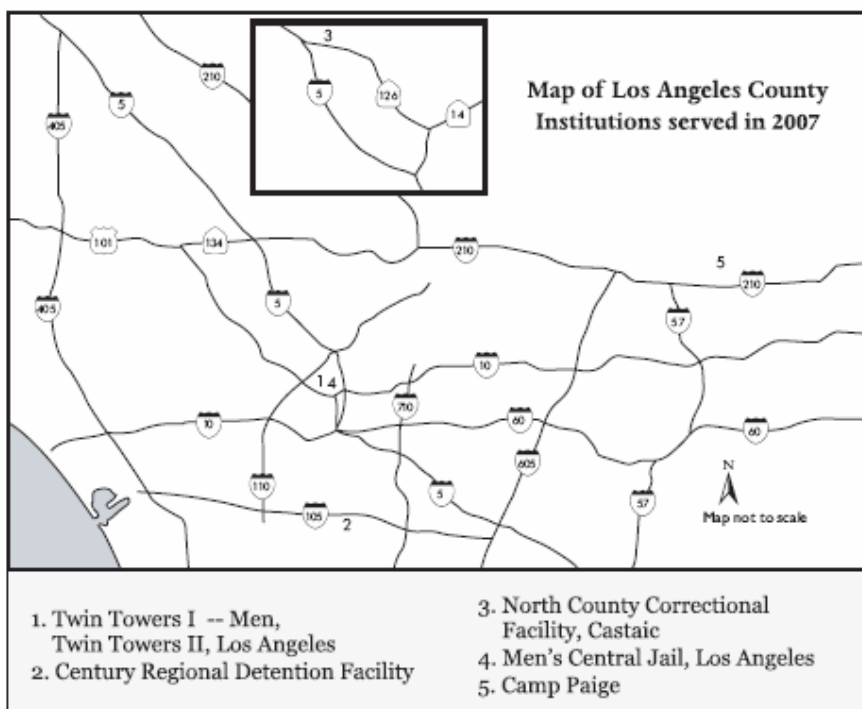 Map of Los Angeles County
Institutions served in 2007
3
5
126
14
210
5
405
101
134
210
5
210
405
5
57
1 4
10
710
10
60
60
605
110
5
105
2
57
N
Map not to scale
1. Twin Towers I -- Men,
Twin Towers II, Los Angeles
2. Century Regional Detention Facility
3. North County Correctional
Facility, Castaic
4. Men's Central Jail, Los Angeles
5. Camp Paige